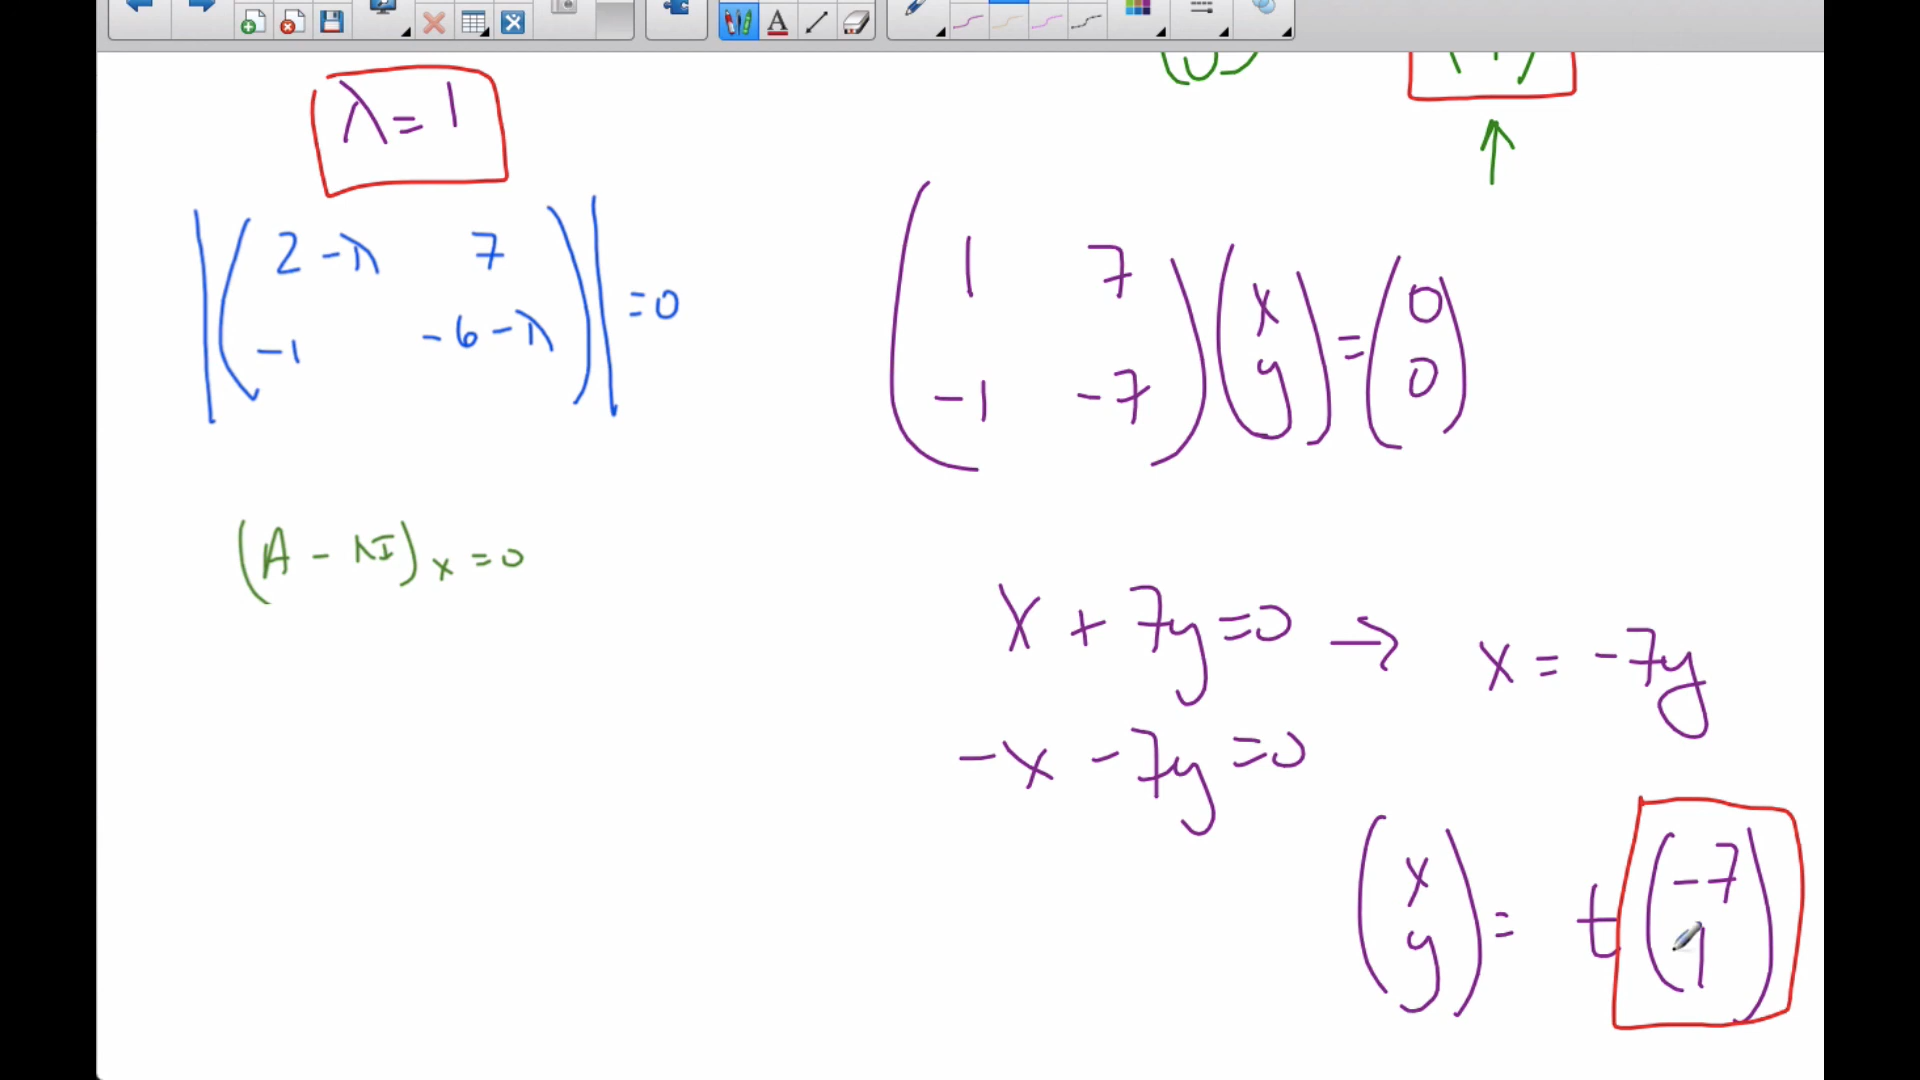 λ = 1
| ( 2 - λ 7 ) | = 0
-1 -6 - λ
(A - λI)x = 0
( 1 7 ) ( x ) = ( 0 )
( -1 -7 ) ( y ) ( 0 )
x + 7y = 0 → x = -7y
-x - 7y = 0
( x ) = t ( -7 )
( y ) ( 1 )